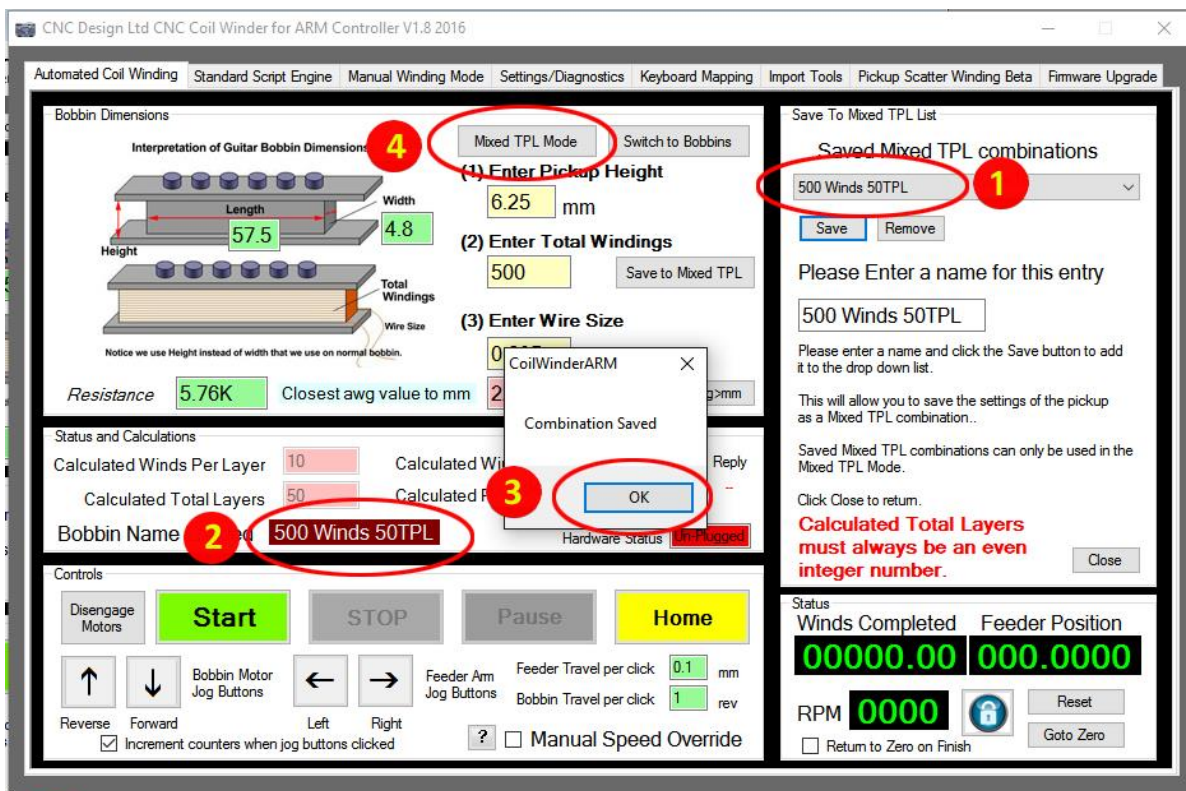 CNC Design Ltd CNC Coil Winder for ARM Controller V1.8 2016
Automated Coil Winding Standard Script Engine Manual Winding Mode Settings/Diagnostics Keyboard Mapping Import Tools Pickup Scatter Winding Beta Firmware Upgrade
Bobbin Dimensions
Interpretation of Guitar Bobbin Dimensions
4
Mixed TPL Mode
Switch to Bobbins
Length
57.5
Width
4.8
Height
Total
Windings
Wire Size
Notice we use Height instead of width that we use on normal bobbin.
(1) Enter Pickup Height
6.25 mm
(2) Enter Total Windings
500
Save to Mixed TPL
(3) Enter Wire Size
Resistance 5.76K Closest awg value to mm
>mm
CoilWinderARM
Combination Saved
3
OK
Status and Calculations
Calculated Winds Per Layer 10
Calculated
Reply
--
Calculated Total Layers 50
Calculated
Bobbin Name
2
500 Winds 50TPL
Hardware Status Un-Plugged
Controls
Disengage
Motors
Start
STOP
Pause
Home
Reverse
Forward
Bobbin Motor
Jog Buttons
Left
Right
Feeder Arm
Jog Buttons
Feeder Travel per click 0.1 mm
Bobbin Travel per click 1 rev
Increment counters when jog buttons clicked
? Manual Speed Override
Save To Mixed TPL List
Saved Mixed TPL combinations
500 Winds 50TPL
1
Save
Remove
Please Enter a name for this entry
500 Winds 50TPL
Please enter a name and click the Save button to add
it to the drop down list.
This will allow you to save the settings of the pickup
as a Mixed TPL combination..
Saved Mixed TPL combinations can only be used in the
Mixed TPL Mode.
Click Close to return.
Calculated Total Layers
must always be an even
integer number.
Close
Status
Winds Completed Feeder Position
00000.00 000.0000
RPM 0000
Reset
Goto Zero
Return to Zero on Finish